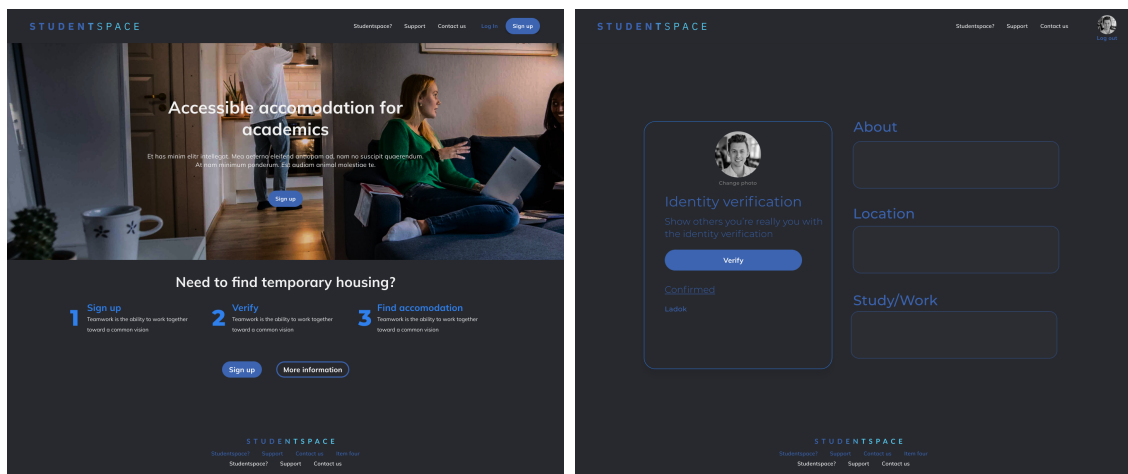 STUDENTSPACE
Studentspace? Support Contact us Log in Sign up
Accessible accomodation for
academics
Et has minim elitr intellegat. Mea aeterno eleifend antiopam ad, nam no suscipit quaerendum.
At nam minimum ponderum. Est audiam animal molestiae te.
Sign up
Need to find temporary housing?
1 Sign up
Teamwork is the ability to work together
toward a common vision
2 Verify
Teamwork is the ability to work together
toward a common vision
3 Find accomodation
Teamwork is the ability to work together
toward a common vision
Sign up More information
STUDENTSPACE
Studentspace? Support Contact us Item four
Studentspace? Support Contact us
STUDENTSPACE
Studentspace? Support Contact us
Log out
Change photo
Identity verification
Show others you're really you with
the identity verification
Verify
Confirmed
Ladok
About
Location
Study/Work
STUDENTSPACE
Studentspace? Support Contact us Item four
Studentspace? Support Contact us